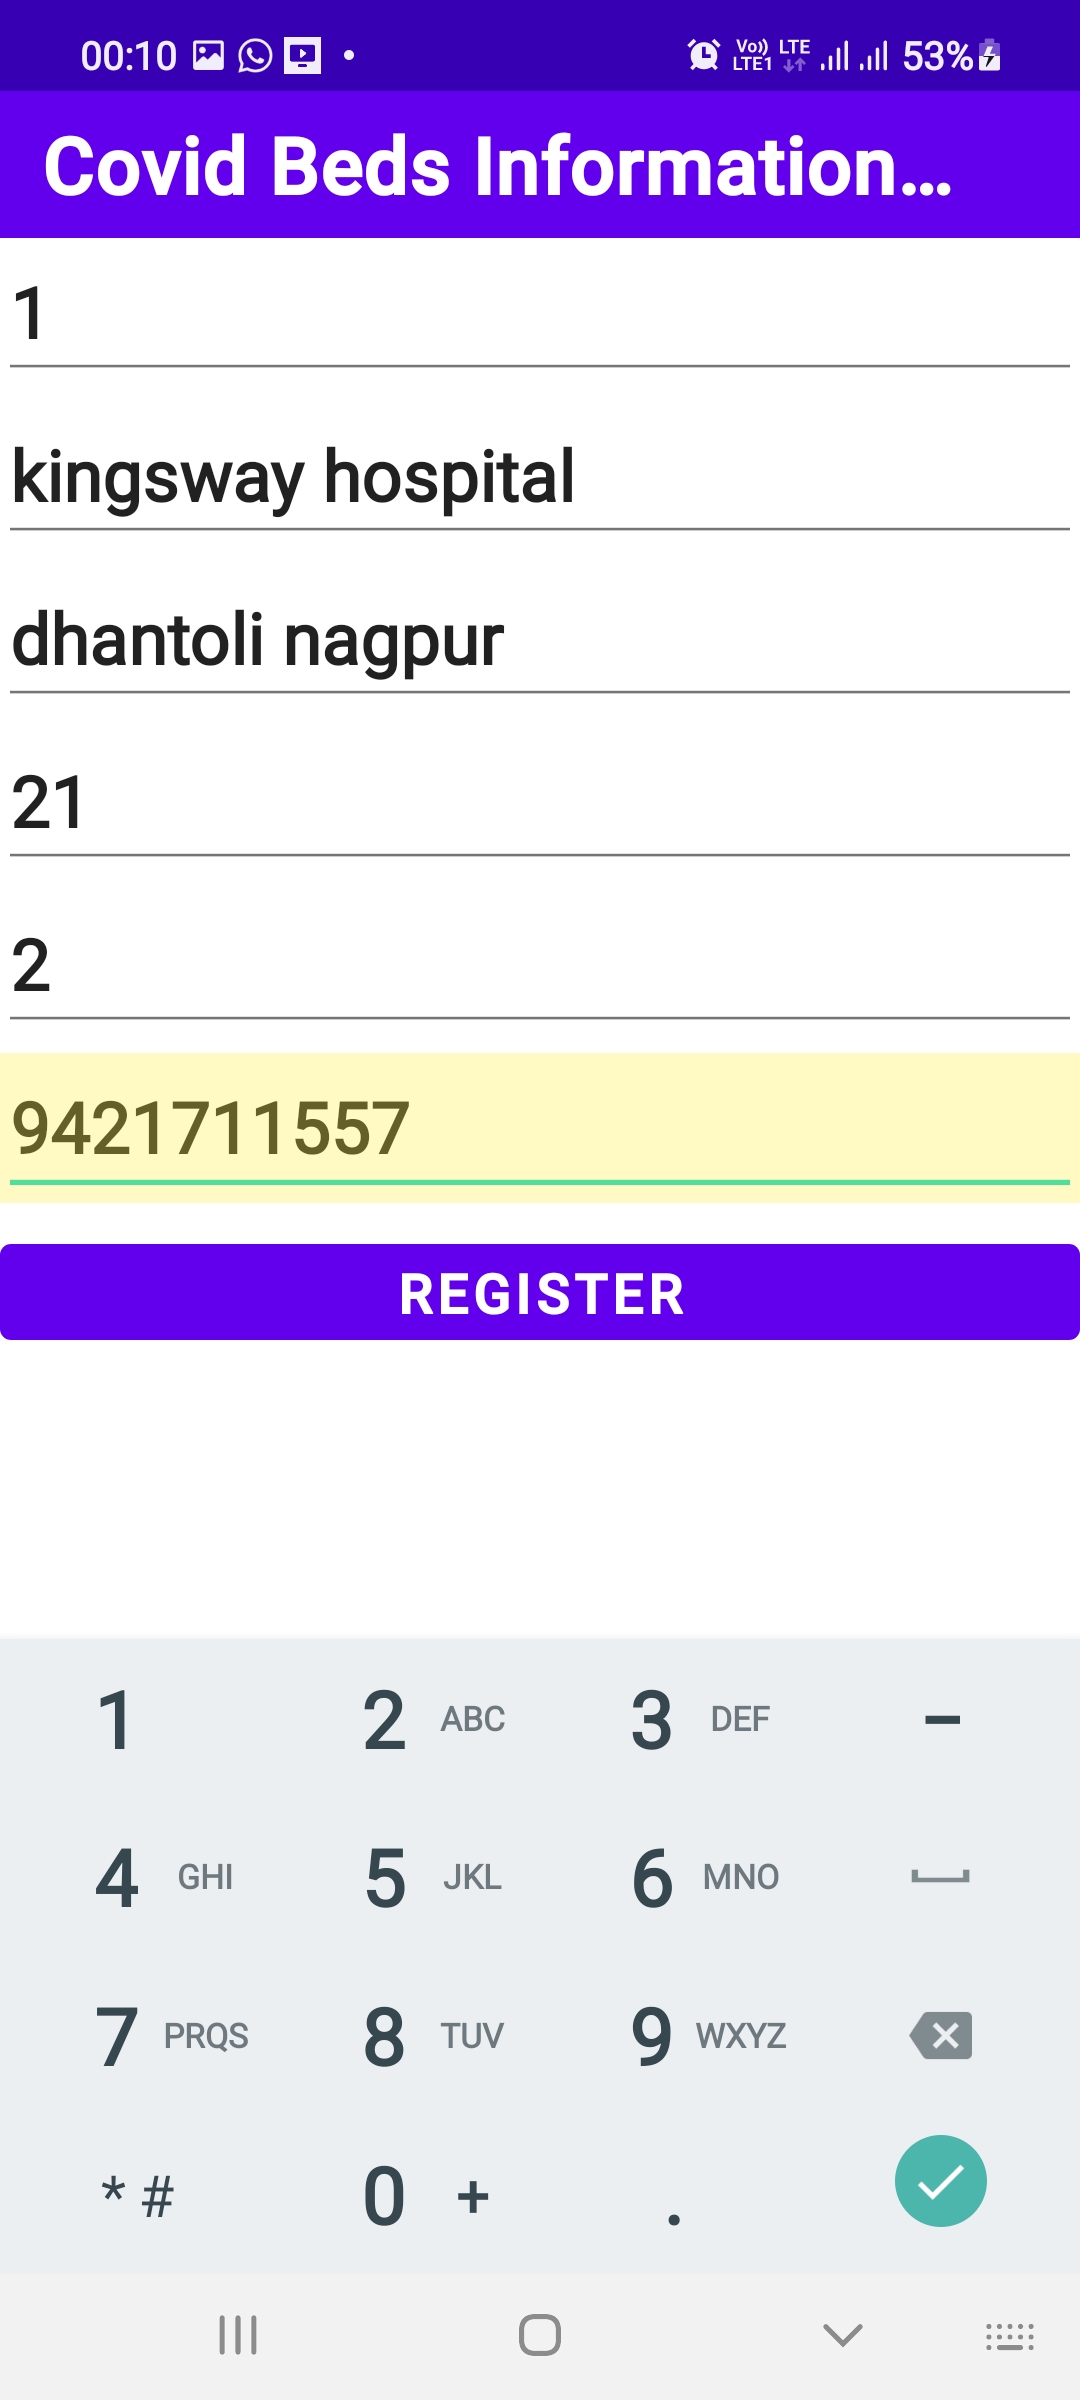 00:10 Vo)) LTE1 LTE 53%
Covid Beds Information...
1
kingsway hospital
dhantoli nagpur
21
2
9421711557
REGISTER
1 2 ABC 3 DEF -
4 GHI 5 JKL 6 MNO
7 PRQS 8 TUV 9 WXYZ
* # 0 + .